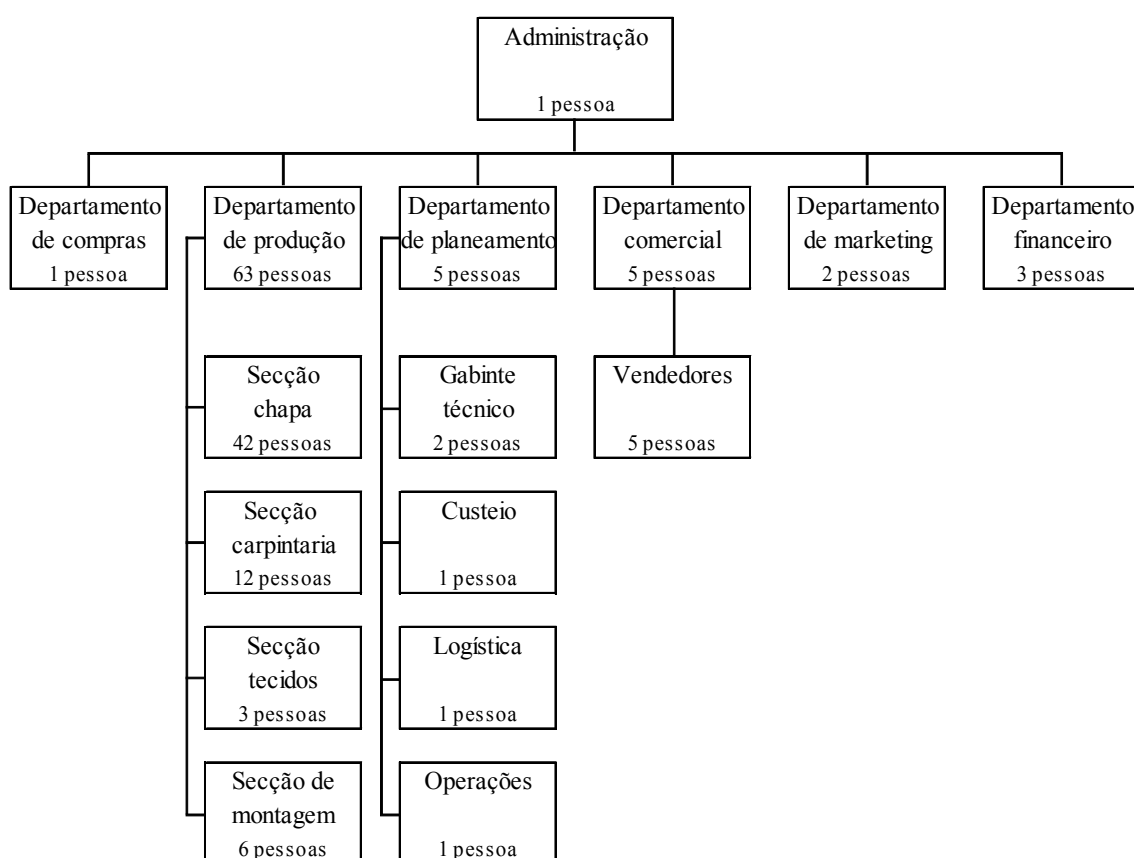 Administração
1 pessoa
Departamento
de compras
1 pessoa
Departamento
de produção
63 pessoas
Departamento
de planeamento
5 pessoas
Departamento
comercial
5 pessoas
Departamento
de marketing
2 pessoas
Departamento
financeiro
3 pessoas
Secção
chapa
42 pessoas
Gabinte
técnico
2 pessoas
Vendedores
5 pessoas
Secção
carpintaria
12 pessoas
Custeio
1 pessoa
Secção
tecidos
3 pessoas
Logística
1 pessoa
Secção de
montagem
6 pessoas
Operações
1 pessoa